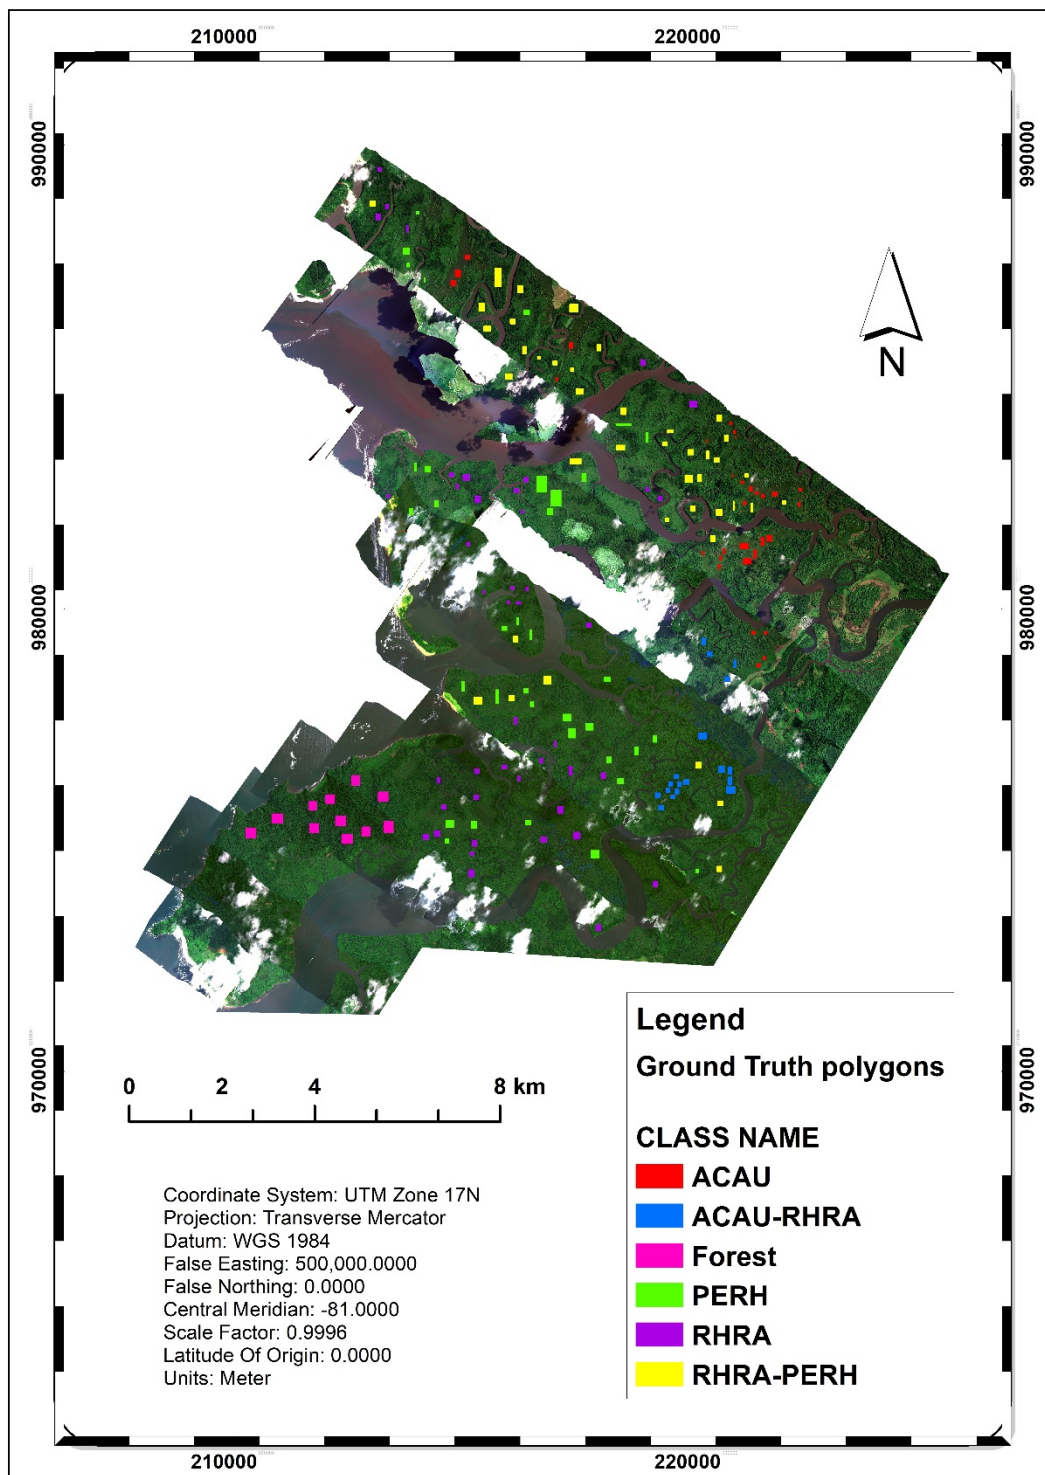 210000 220000
990000 990000
N
980000 980000
970000 970000
0 2 4 8 km
Legend
Ground Truth polygons
CLASS NAME
ACAU
ACAU-RHRA
Forest
PERH
RHRA
RHRA-PERH
Coordinate System: UTM Zone 17N
Projection: Transverse Mercator
Datum: WGS 1984
False Easting: 500,000.0000
False Northing: 0.0000
Central Meridian: -81.0000
Scale Factor: 0.9996
Latitude Of Origin: 0.0000
Units: Meter
210000 220000